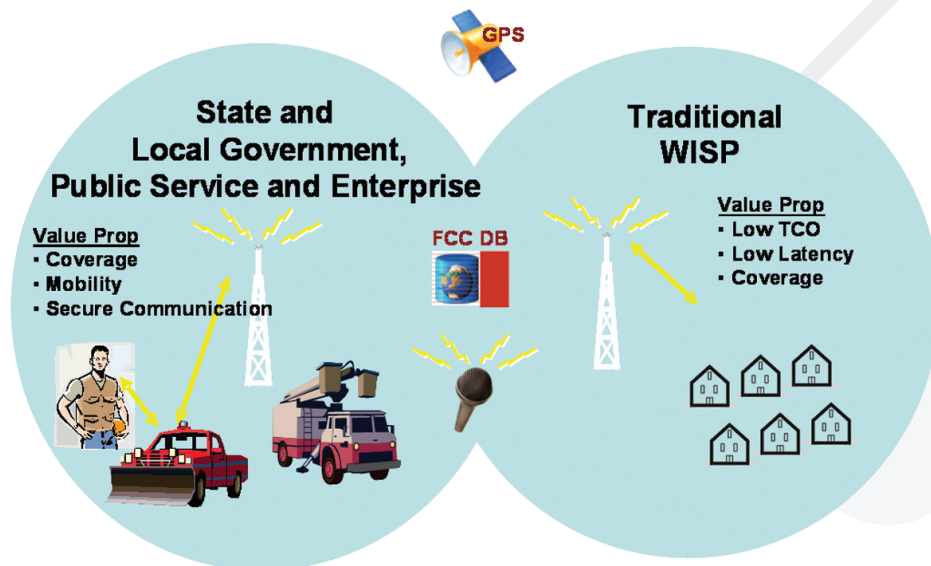 GPS
State and
Local Government,
Public Service and Enterprise
Value Prop
▪ Coverage
▪ Mobility
▪ Secure Communication
FCC DB
Traditional
WISP
Value Prop
▪ Low TCO
▪ Low Latency
▪ Coverage